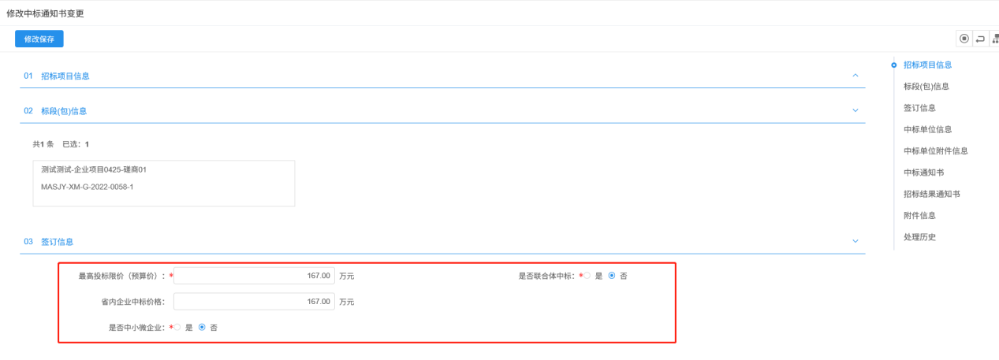 修改中标通知书变更
修改保存
01 招标项目信息
02 标段(包)信息
共1 条 已选：1
测试测试-企业项目0425-磋商01
MASJY-XM-G-2022-0058-1
03 签订信息
最高投标限价（预算价）：* 167.00 万元 是否联合体中标：* 是 否
省内企业中标价格： 167.00 万元
是否中小微企业：* 是 否
招标项目信息
标段(包)信息
签订信息
中标单位信息
中标单位附件信息
中标通知书
招标结果通知书
附件信息
处理历史